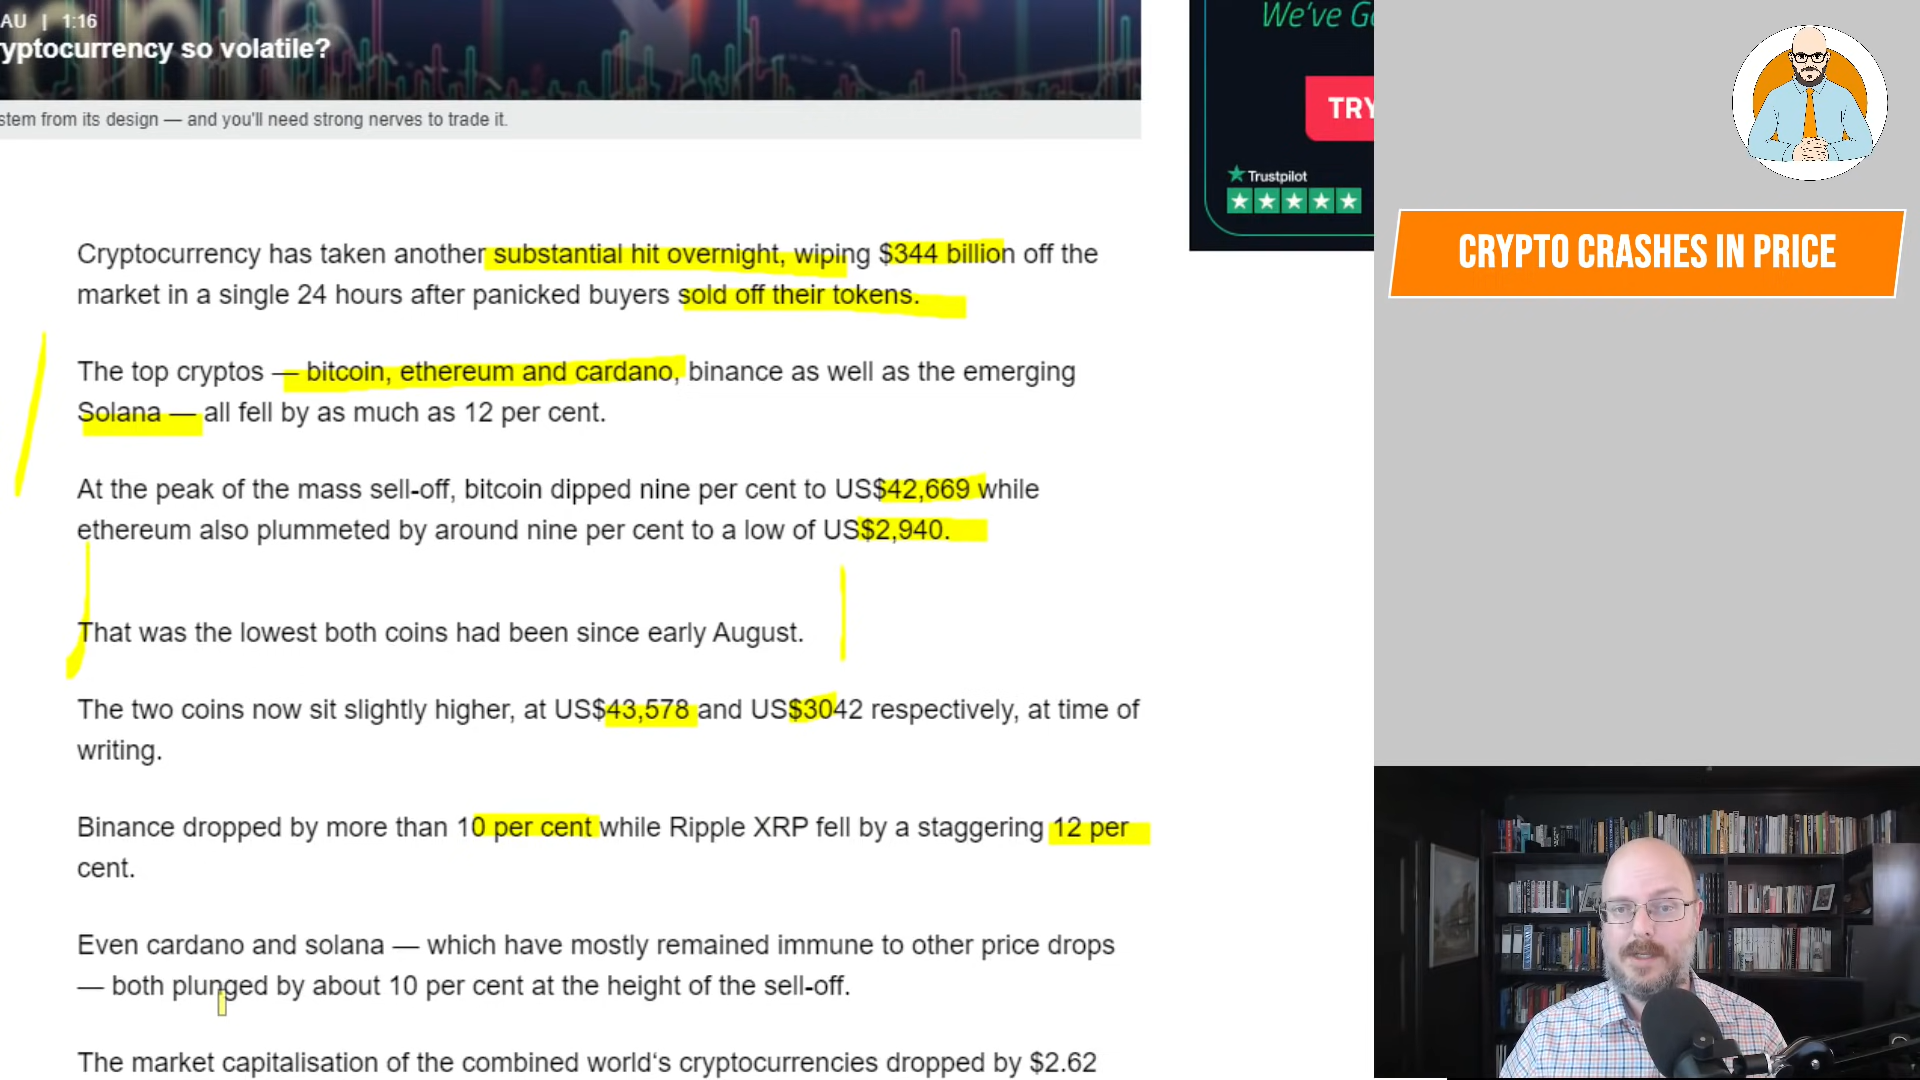 AU | 1:16
yptocurrency so volatile?
stem from its design — and you'll need strong nerves to trade it.
We've G
TRY
Trustpilot
CRYPTO CRASHES IN PRICE
Cryptocurrency has taken another substantial hit overnight, wiping $344 billion off the
market in a single 24 hours after panicked buyers sold off their tokens.
The top cryptos — bitcoin, ethereum and cardano, binance as well as the emerging
Solana — all fell by as much as 12 per cent.
At the peak of the mass sell-off, bitcoin dipped nine per cent to US$42,669 while
ethereum also plummeted by around nine per cent to a low of US$2,940.
That was the lowest both coins had been since early August.
The two coins now sit slightly higher, at US$43,578 and US$3042 respectively, at time of
writing.
Binance dropped by more than 10 per cent while Ripple XRP fell by a staggering 12 per
cent.
Even cardano and solana — which have mostly remained immune to other price drops
— both plunged by about 10 per cent at the height of the sell-off.
The market capitalisation of the combined world‘s cryptocurrencies dropped by $2.62